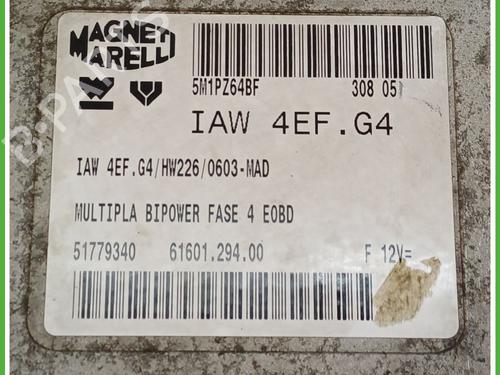 MAGNETI
MARELLI
5M1PZ64BF 308 05
IAW 4EF.G4
IAW 4EF.G4/HW226/0603-MAD
MULTIPLA BIPOWER FASE 4 EOBD
51779340 61601.294.00 F 12V=
B-PARTS